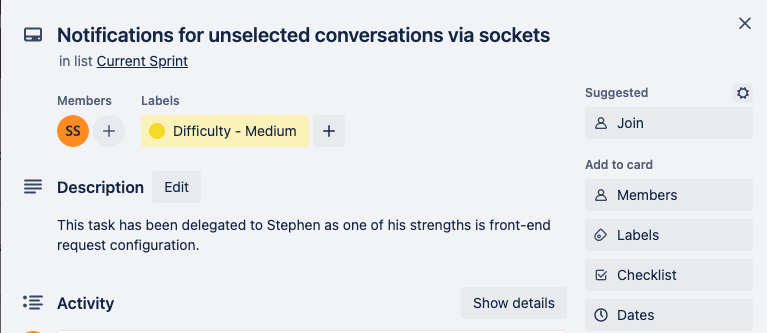 Notifications for unselected conversations via sockets
in list Current Sprint
Members
Labels
SS
+
Difficulty - Medium
+
Description
Edit
This task has been delegated to Stephen as one of his strengths is front-end
request configuration.
Activity
Show details
Suggested
Join
Add to card
Members
Labels
Checklist
Dates